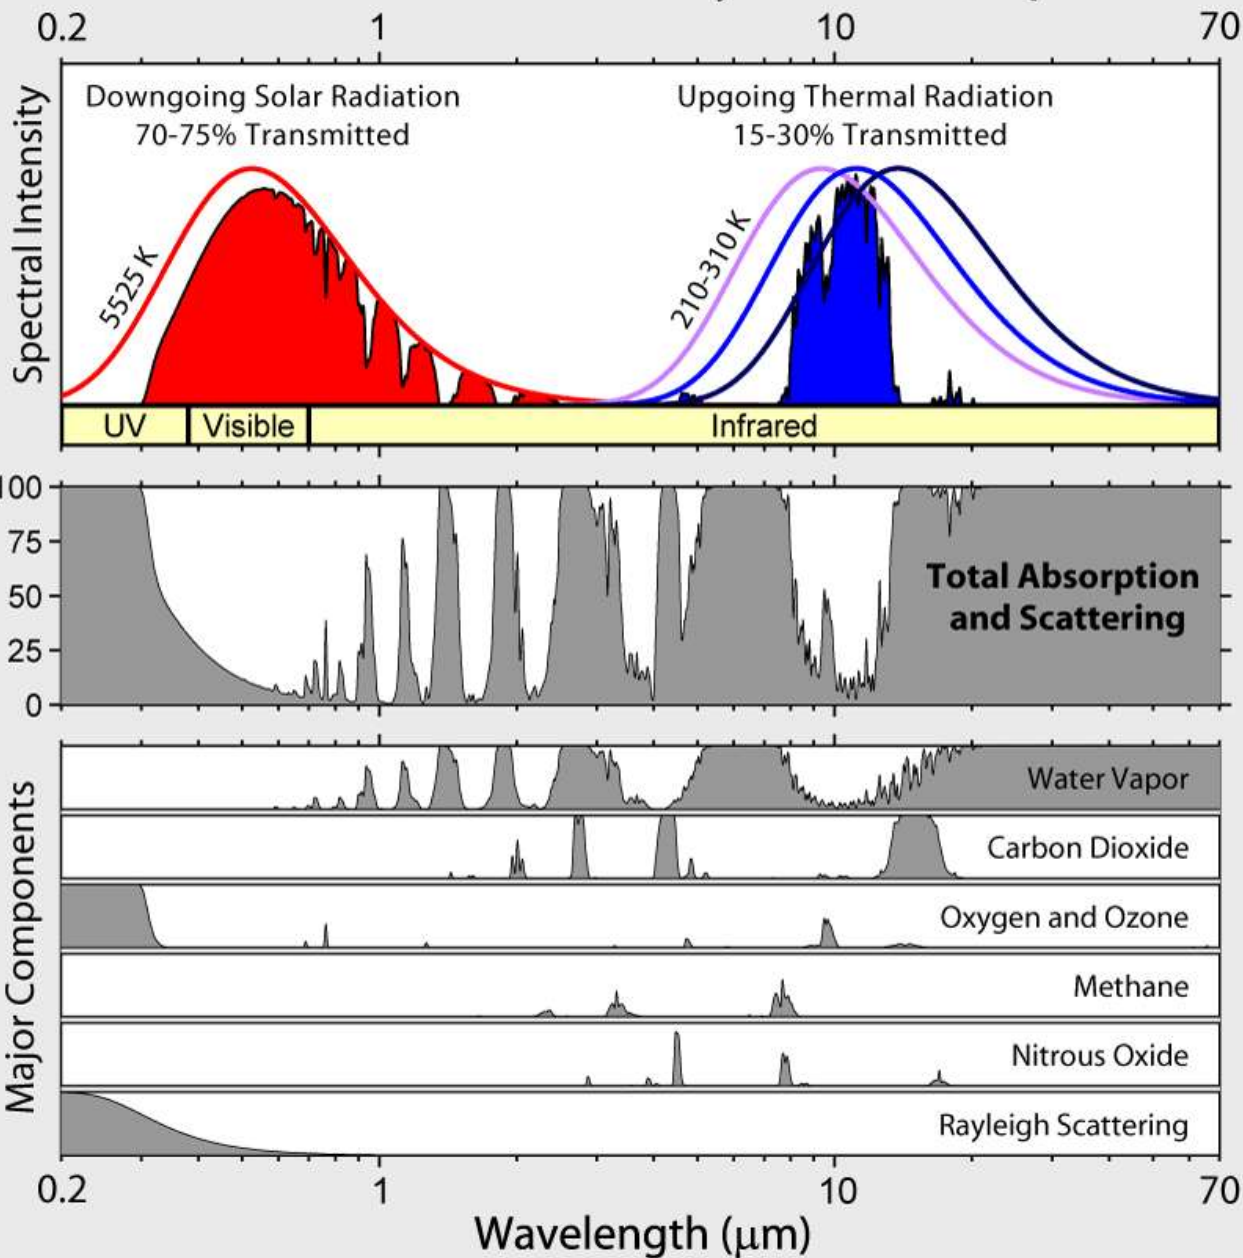 0.2 1 10 70
Downgoing Solar Radiation
70-75% Transmitted
Upgoing Thermal Radiation
15-30% Transmitted
Spectral Intensity
5525 K
210-310 K
UV Visible Infrared
100
75
50
25
0
Total Absorption
and Scattering
Major Components
Water Vapor
Carbon Dioxide
Oxygen and Ozone
Methane
Nitrous Oxide
Rayleigh Scattering
0.2 1 10 70
Wavelength (μm)